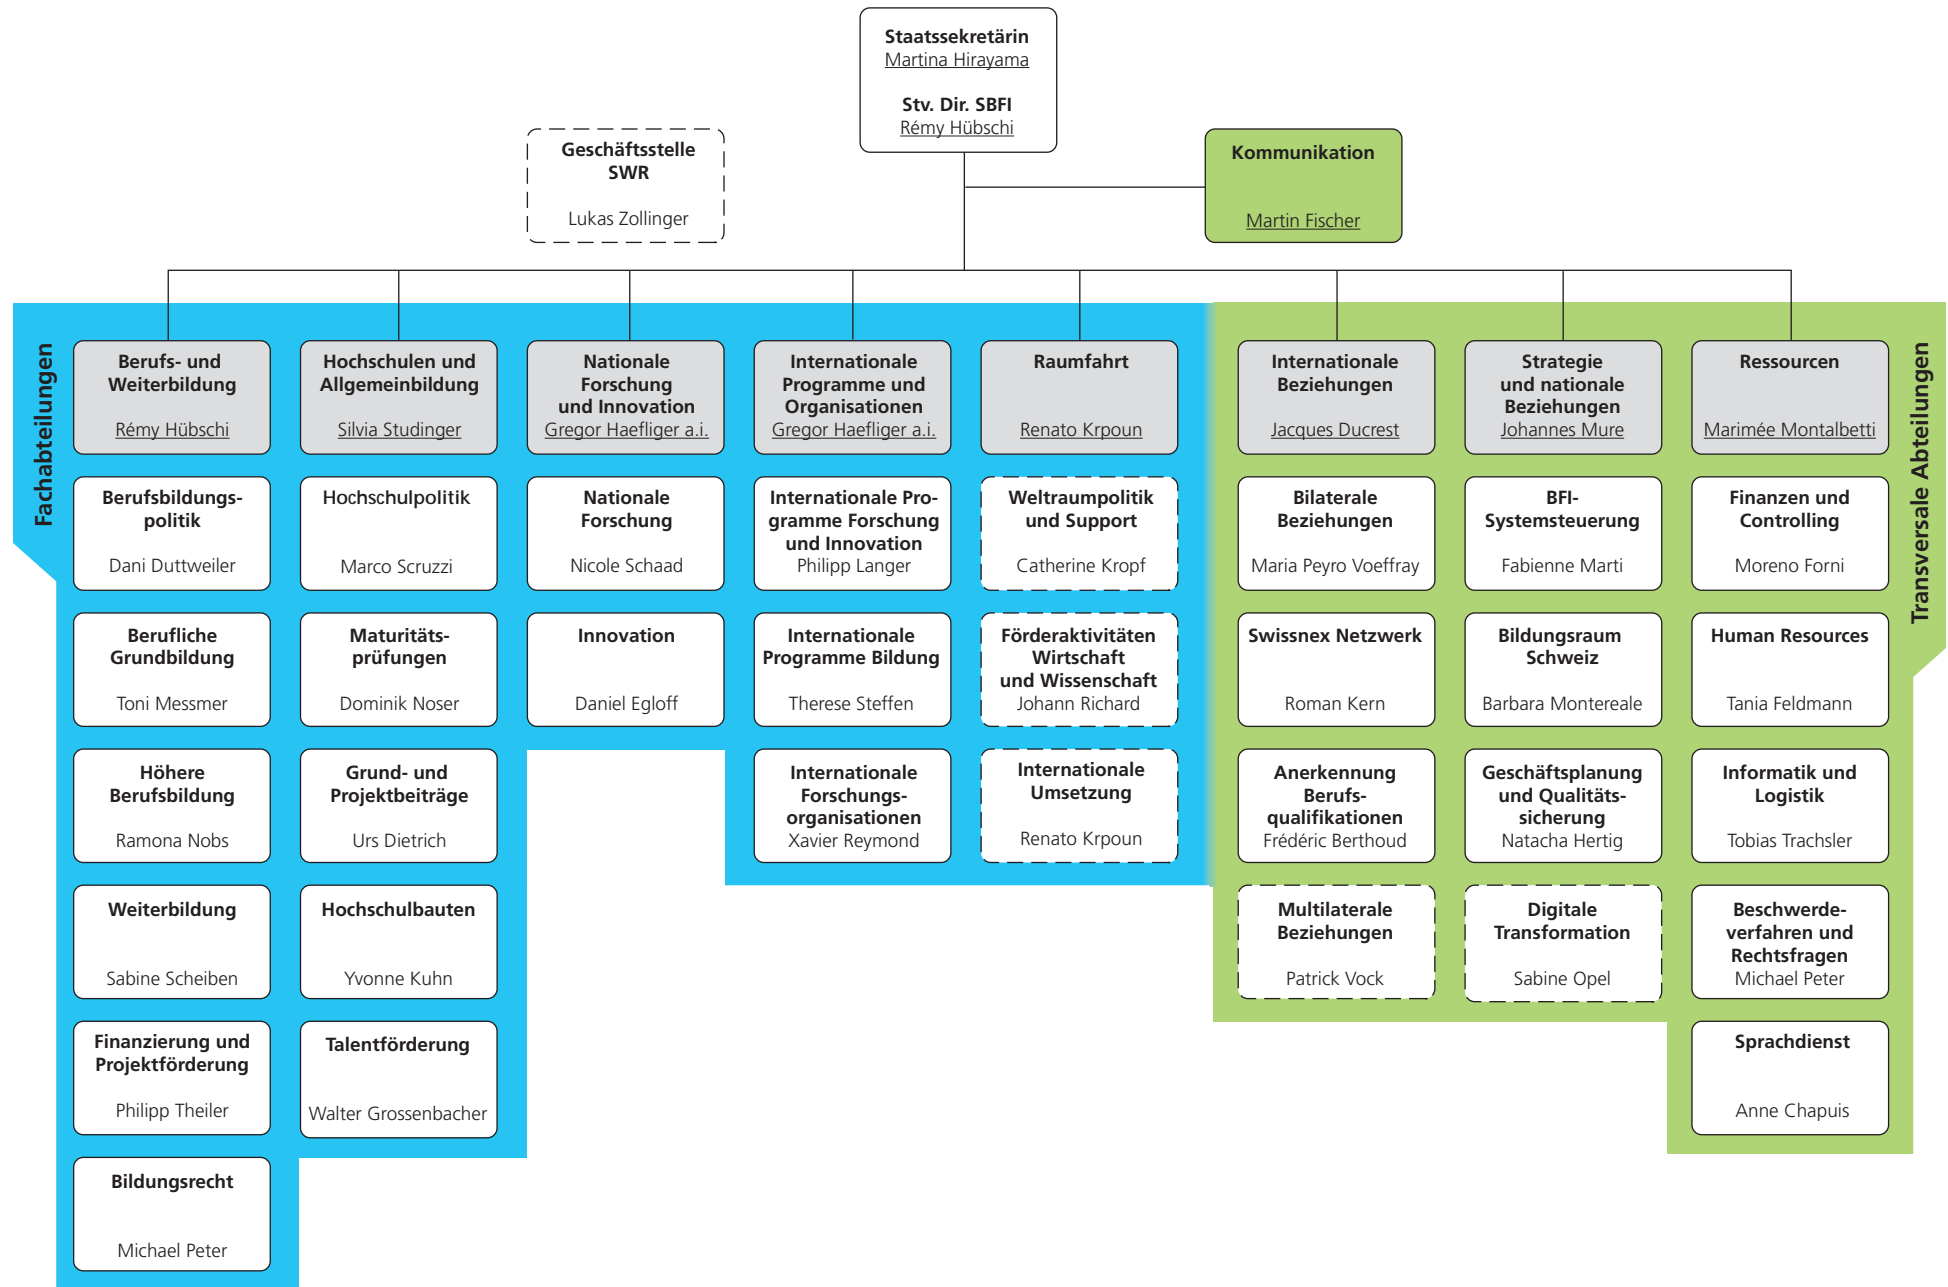 Staatssekretärin
Martina Hirayama
Stv. Dir. SBFI
Rémy Hübschi
Geschäftsstelle
SWR
Lukas Zollinger
Kommunikation
Martin Fischer
Fachabteilungen
Berufs- und
Weiterbildung
Rémy Hübschi
Berufsbildungs-
politik
Dani Duttweiler
Berufliche
Grundbildung
Toni Messmer
Höhere
Berufsbildung
Ramona Nobs
Weiterbildung
Sabine Scheiben
Finanzierung und
Projektförderung
Philipp Theiler
Bildungsrecht
Michael Peter
Hochschulen und
Allgemeinbildung
Silvia Studinger
Hochschulpolitik
Marco Scruzzi
Maturitäts-
prüfungen
Dominik Noser
Grund- und
Projektbeiträge
Urs Dietrich
Hochschulbauten
Yvonne Kuhn
Talentförderung
Walter Grossenbacher
Nationale
Forschung
und Innovation
Gregor Haefliger a.i.
Nationale
Forschung
Nicole Schaad
Innovation
Daniel Egloff
Internationale
Programme und
Organisationen
Gregor Haefliger a.i.
Internationale Pro-
gramme Forschung
und Innovation
Philipp Langer
Internationale
Programme Bildung
Therese Steffen
Internationale
Forschungs-
organisationen
Xavier Reymond
Raumfahrt
Renato Krpoun
Weltraumpolitik
und Support
Catherine Kropf
Förderaktivitäten
Wirtschaft
und Wissenschaft
Johann Richard
Internationale
Umsetzung
Renato Krpoun
Internationale
Beziehungen
Jacques Ducrest
Bilaterale
Beziehungen
Maria Peyro Voeffray
Swissnex Netzwerk
Roman Kern
Anerkennung
Berufs-
qualifikationen
Frédéric Berthoud
Multilaterale
Beziehungen
Patrick Vock
Strategie
und nationale
Beziehungen
Johannes Mure
BFI-
Systemsteuerung
Fabienne Marti
Bildungsraum
Schweiz
Barbara Montereale
Geschäftsplanung
und Qualitäts-
sicherung
Natacha Hertig
Digitale
Transformation
Sabine Opel
Ressourcen
Marimée Montalbetti
Finanzen und
Controlling
Moreno Forni
Human Resources
Tania Feldmann
Informatik und
Logistik
Tobias Trachsler
Beschwerde-
verfahren und
Rechtsfragen
Michael Peter
Sprachdienst
Anne Chapuis
Transversale Abteilungen